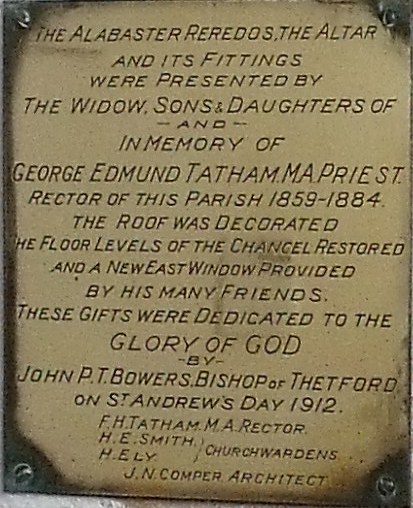 THE ALABASTER REREDOS, THE ALTAR
AND ITS FITTINGS
WERE PRESENTED BY
THE WIDOW, SONS & DAUGHTERS OF
- AND -
IN MEMORY OF
GEORGE EDMUND TATHAM. M.A. PRIEST.
RECTOR OF THIS PARISH 1859-1884.
THE ROOF WAS DECORATED
HE FLOOR LEVELS OF THE CHANCEL RESTORED
AND A NEW EAST WINDOW PROVIDED
BY HIS MANY FRIENDS.
THESE GIFTS WERE DEDICATED TO THE
GLORY OF GOD
-BY-
JOHN P.T. BOWERS. BISHOP OF THETFORD
ON ST ANDREW'S DAY 1912.
F.H. TATHAM. M.A. RECTOR.
H.E. SMITH.
H. ELY. } CHURCHWARDENS.
J.N. COMPER ARCHITECT